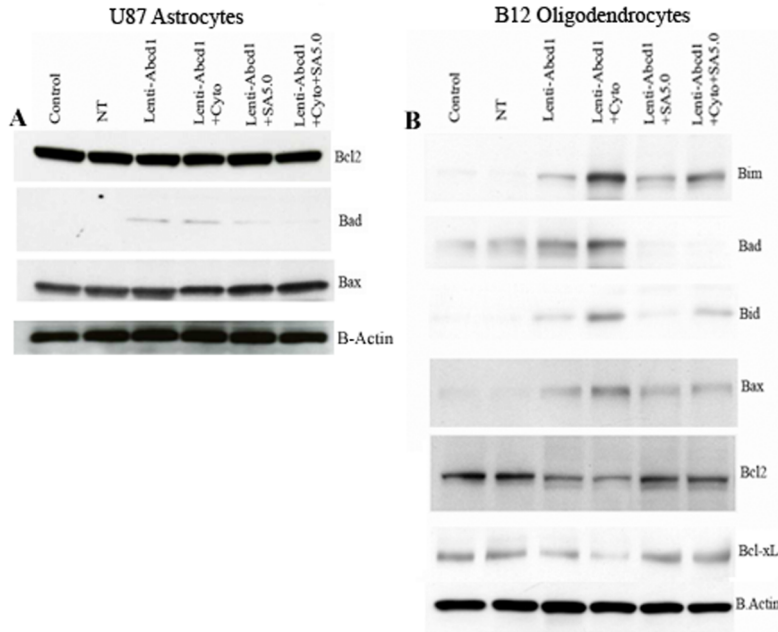 U87 Astrocytes
A
Control
NT
Lenti-Abcd1
Lenti-Abcd1
+Cyto
Lenti-Abcd1
+SA5.0
Lenti-Abcd1
+Cyto+SA5.0
Bcl2
Bad
Bax
B-Actin
B12 Oligodendrocytes
B
Control
NT
Lenti-Abcd1
Lenti-Abcd1
+Cyto
Lenti-Abcd1
+SA5.0
Lenti-Abcd1
+Cyto+SA5.0
Bim
Bad
Bid
Bax
Bcl2
Bcl-xL
B.Actin